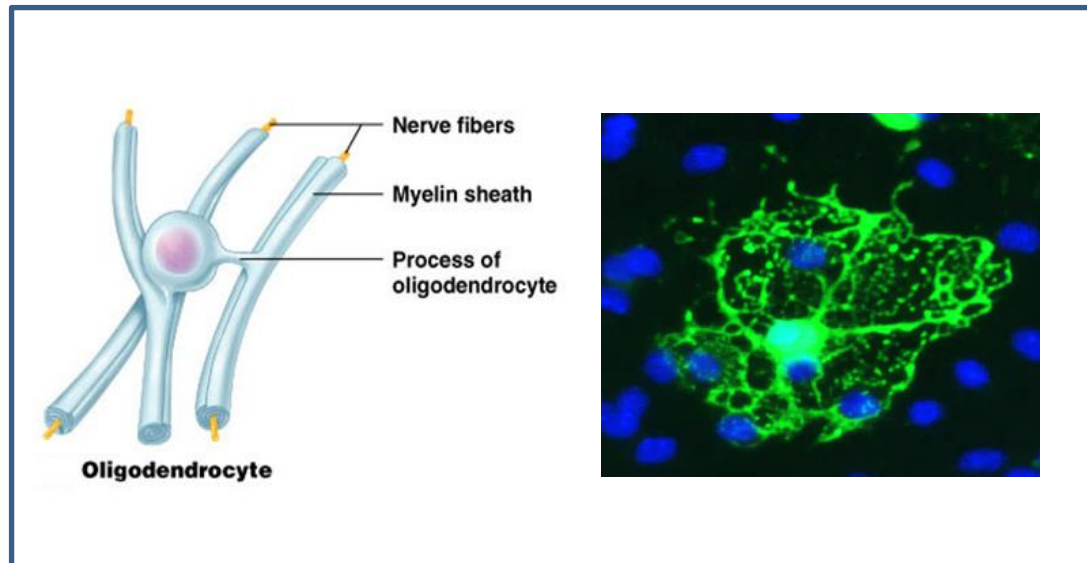 Nerve fibers
Myelin sheath
Process of
oligodendrocyte
Oligodendrocyte